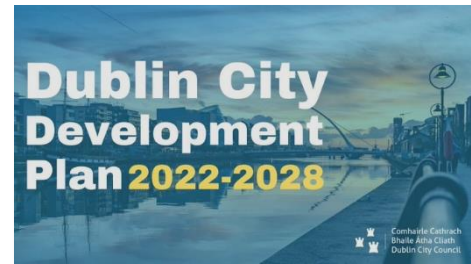 Dublin City
Development
Plan 2022-2028
Comhairle Cathrach
Bhaile Átha Cliath
Dublin City Council